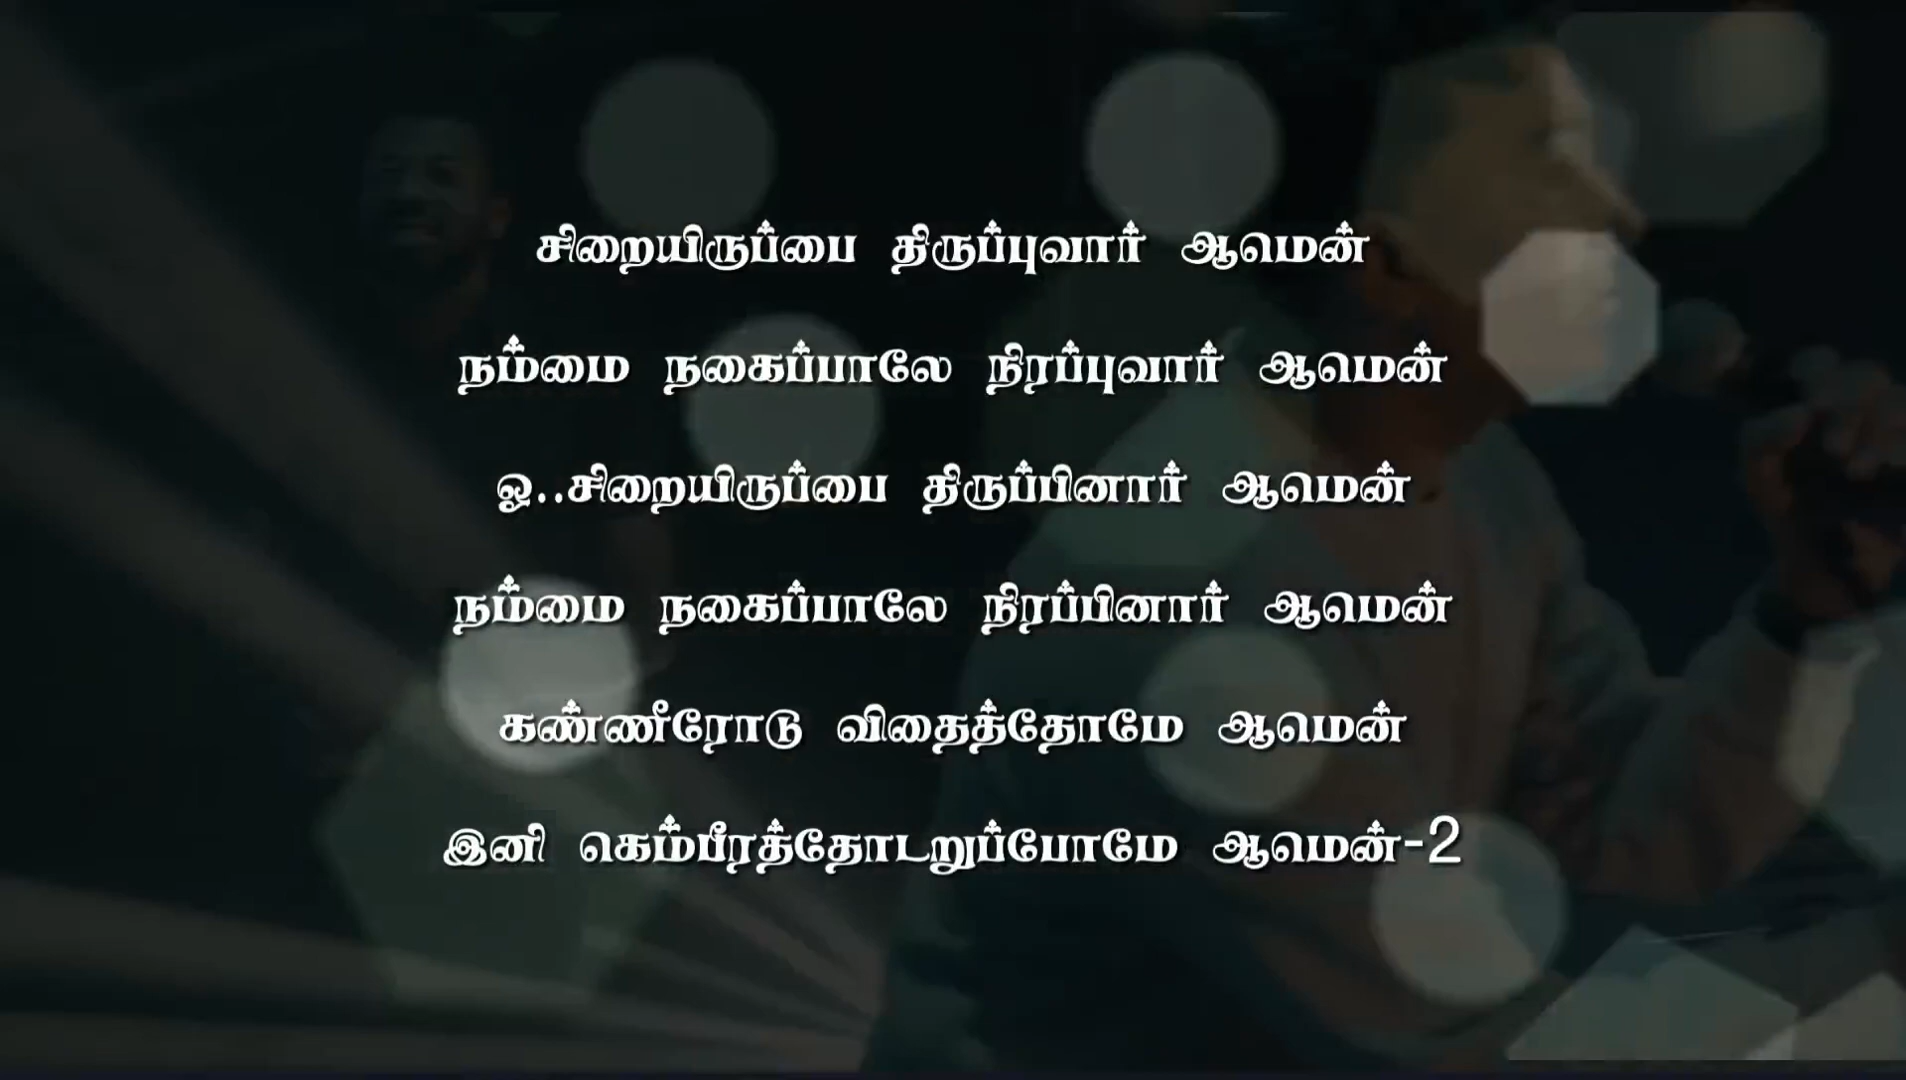 சிறையிருப்பை திருப்புவார் ஆமென்
நம்மை நகைப்பாலே நிரப்புவார் ஆமென்
ஓ..சிறையிருப்பை திருப்பினார் ஆமென்
நம்மை நகைப்பாலே நிரப்பினார் ஆமென்
கண்ணீரோடு விதைத்தோமே ஆமென்
இனி கெம்பீரத்தோடறுப்போமே ஆமென்-2